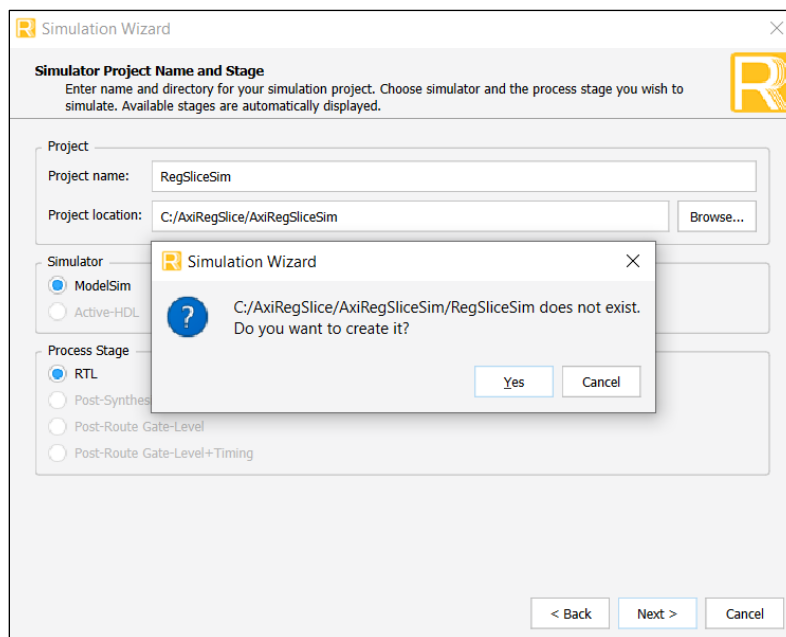 Simulation Wizard
Simulator Project Name and Stage
Enter name and directory for your simulation project. Choose simulator and the process stage you wish to
simulate. Available stages are automatically displayed.
Project
Project name:
RegSliceSim
Project location:
C:/AxiRegSlice/AxiRegSliceSim
Browse...
Simulator
ModelSim
Active-HDL
Simulation Wizard
C:/AxiRegSlice/AxiRegSliceSim/RegSliceSim does not exist.
Do you want to create it?
Yes
Cancel
Process Stage
RTL
Post-Synthes
Post-Route Gate-Level
Post-Route Gate-Level+Timing
< Back
Next >
Cancel